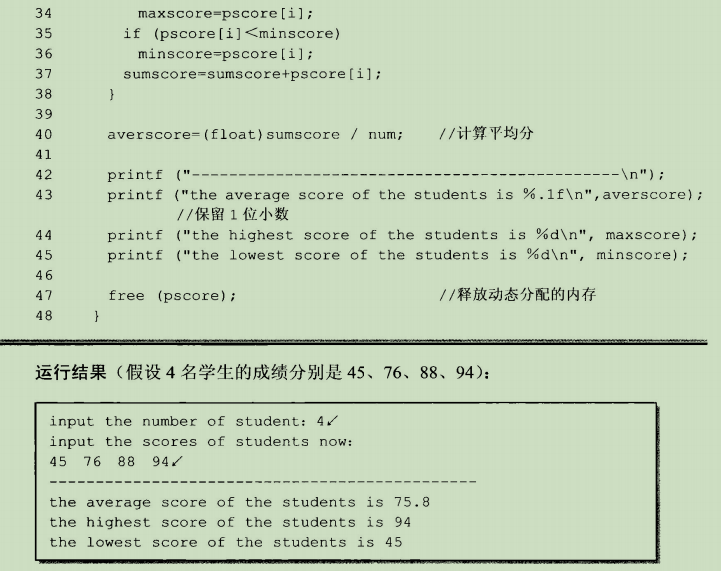 34 maxscore=pscore[i];
35 if (pscore[i]<minscore)
36 minscore=pscore[i];
37 sumscore=sumscore+pscore[i];
38 }
39
40 averscore=(float)sumscore / num; //计算平均分
41
42 printf ("----------------------------------------------\n");
43 printf ("the average score of the students is %.1f\n",averscore);
//保留1位小数
44 printf ("the highest score of the students is %d\n", maxscore);
45 printf ("the lowest score of the students is %d\n", minscore);
46
47 free (pscore); //释放动态分配的内存
48 }
运行结果（假设4名学生的成绩分别是45、76、88、94）：
input the number of student: 4↙
input the scores of students now:
45 76 88 94↙
----------------------------------------------
the average score of the students is 75.8
the highest score of the students is 94
the lowest score of the students is 45